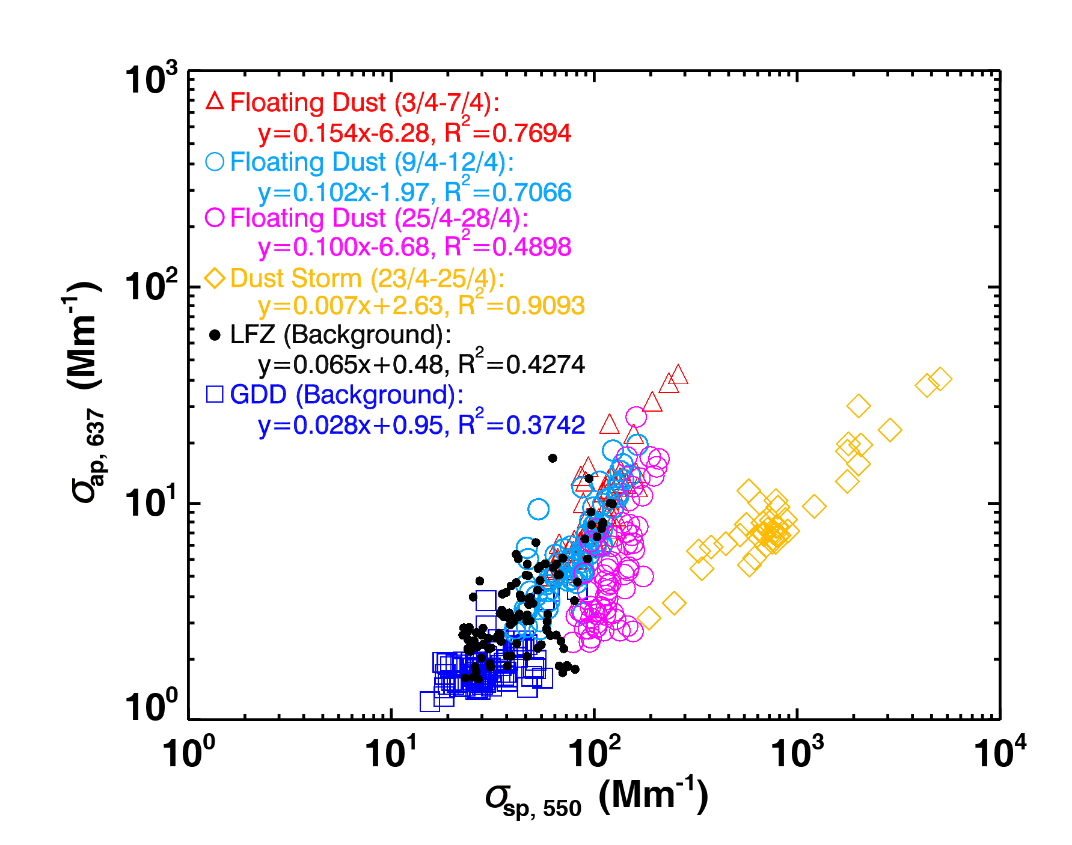 10³
Floating Dust (3/4-7/4):
y=0.154x-6.28, R²=0.7694
Floating Dust (9/4-12/4):
y=0.102x-1.97, R²=0.7066
Floating Dust (25/4-28/4):
y=0.100x-6.68, R²=0.4898
10²
Dust Storm (23/4-25/4):
y=0.007x+2.63, R²=0.9093
LFZ (Background):
y=0.065x+0.48, R²=0.4274
GDD (Background):
y=0.028x+0.95, R²=0.3742
σap, 637 (Mm⁻¹)
10¹
10⁰
10⁰ 10¹ 10² 10³ 10⁴
σsp, 550 (Mm⁻¹)